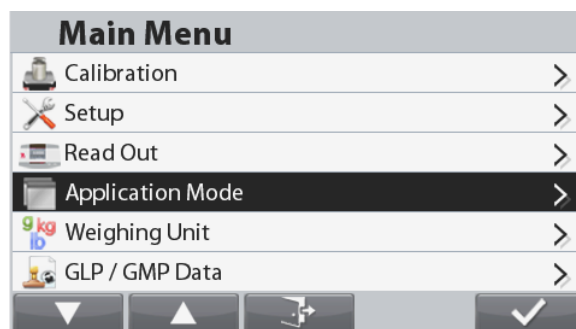 Main Menu
Calibration
Setup
Read Out
Application Mode
g kg
lb
Weighing Unit
GLP / GMP Data